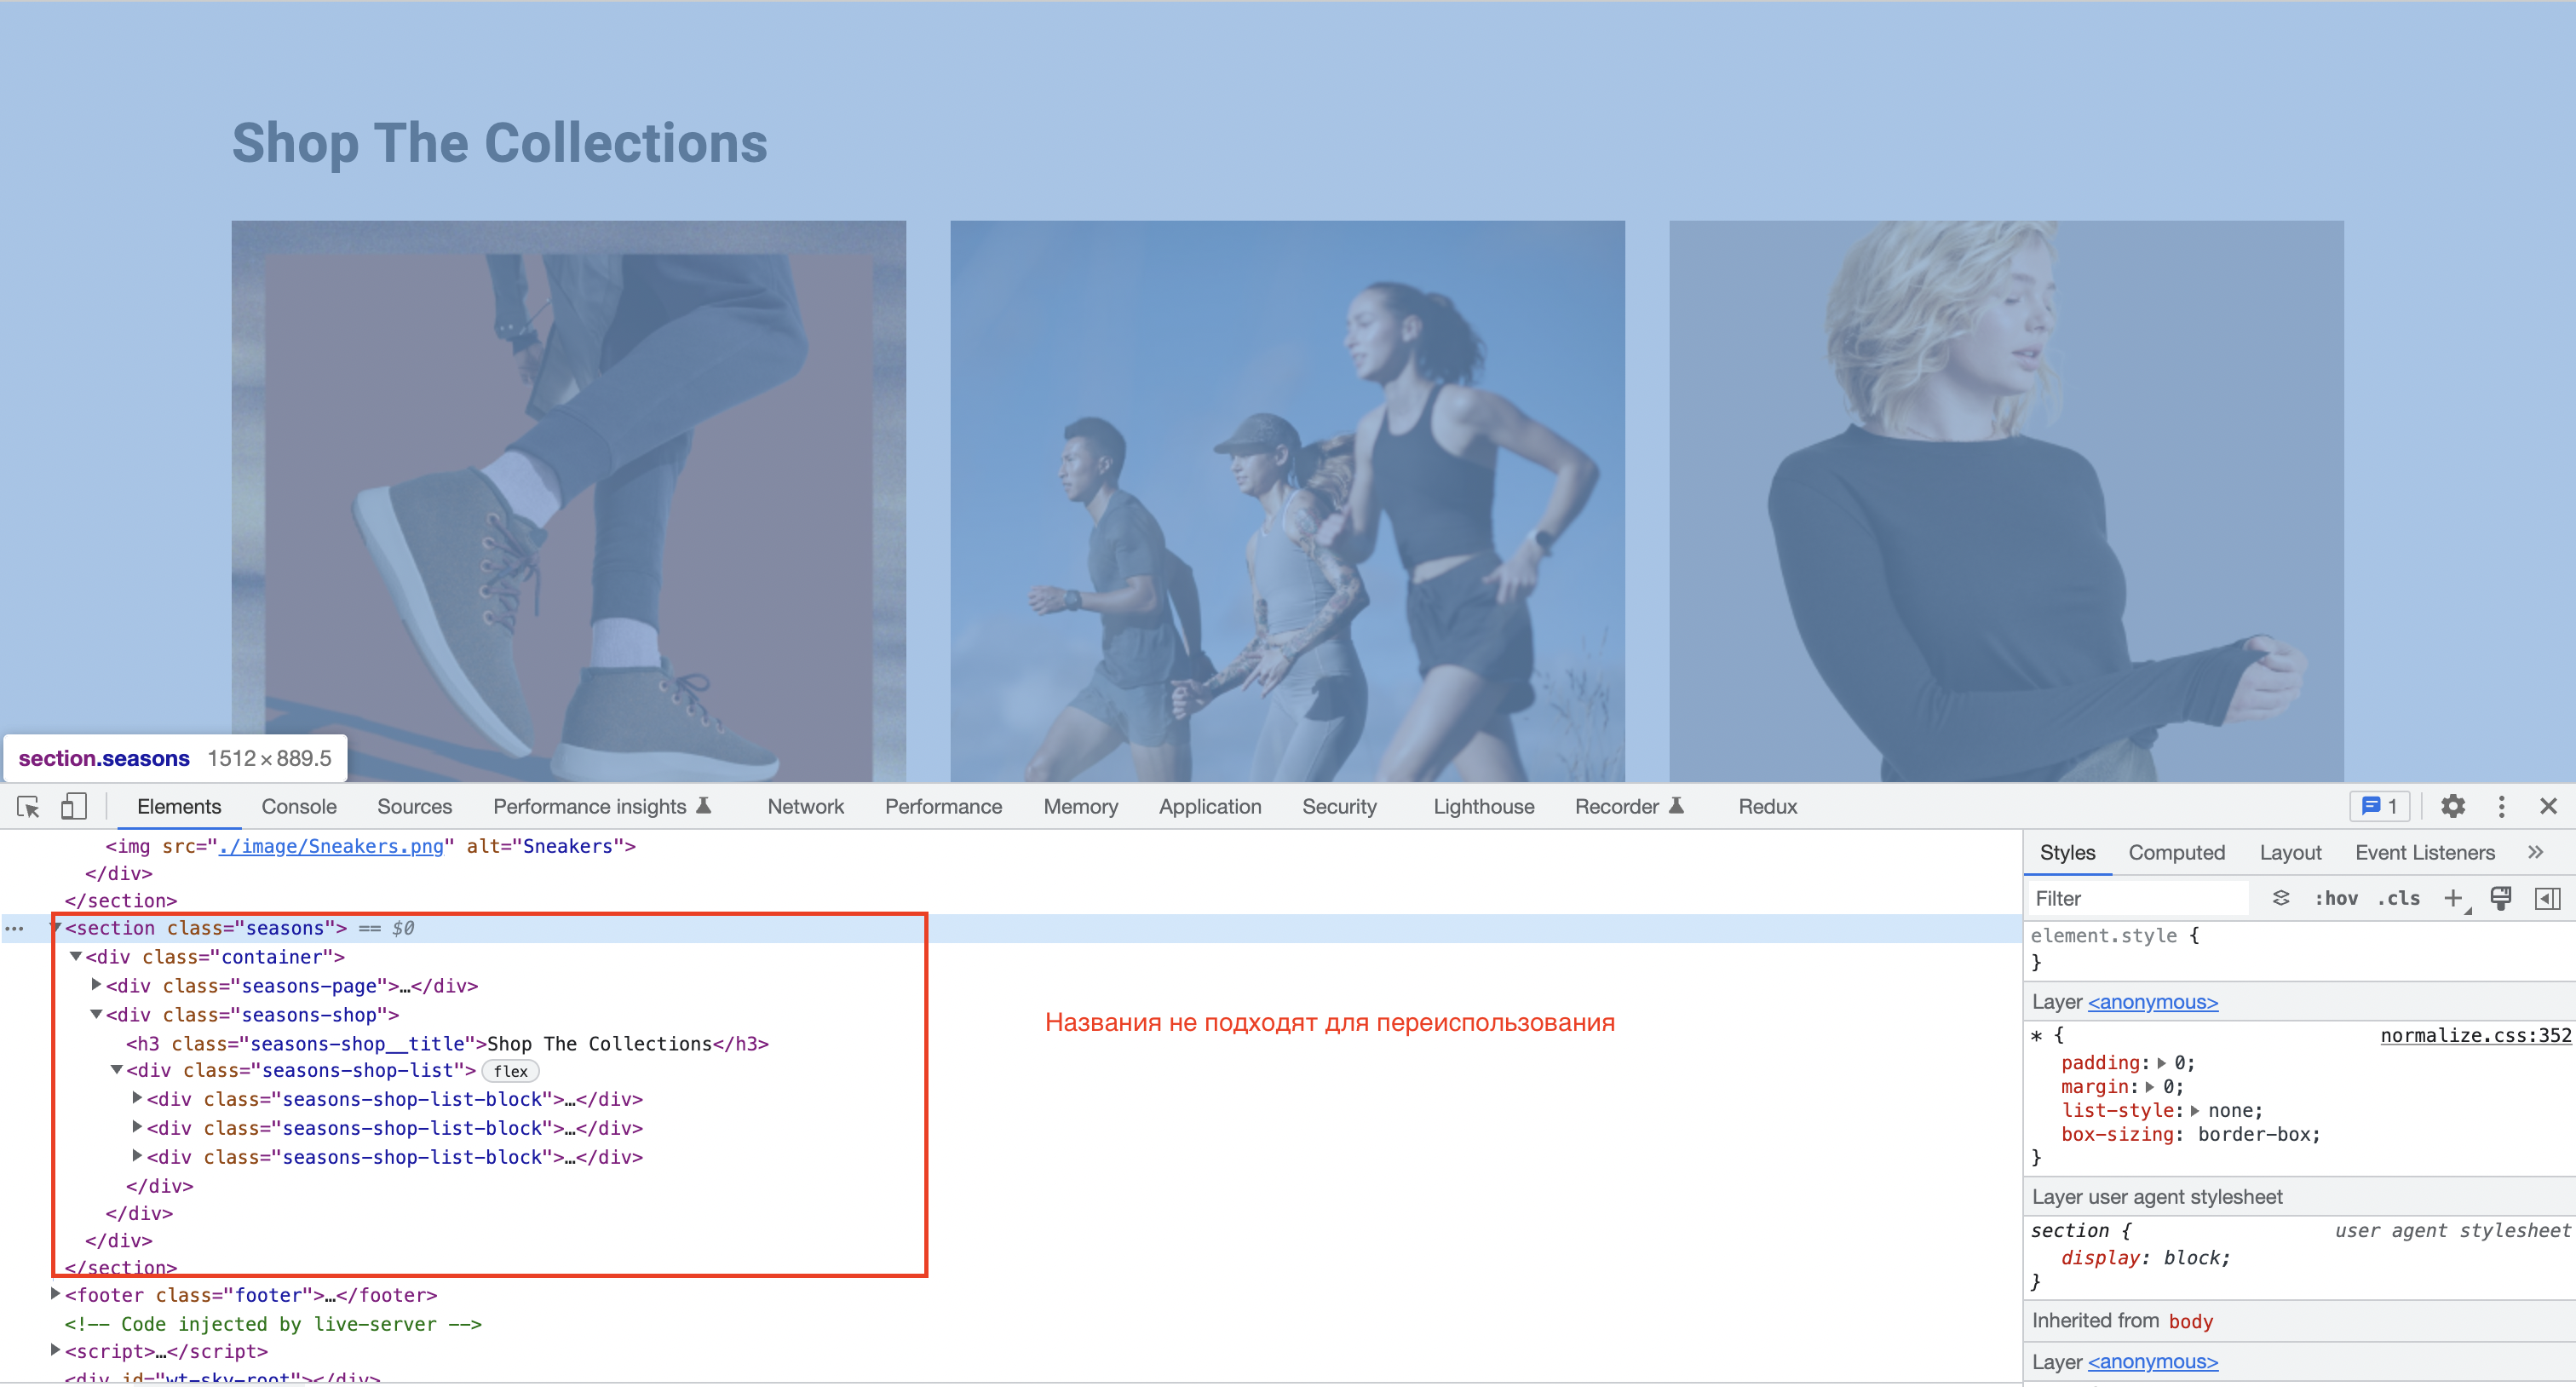 Shop The Collections
section.seasons 1512 × 889.5
Elements Console Sources Performance insights Network Performance Memory Application Security Lighthouse Recorder Redux 1
<img src="./image/Sneakers.png" alt="Sneakers">
</div>
</section>
… <section class="seasons"> == $0
<div class="container">
<div class="seasons-page">…</div>
<div class="seasons-shop">
<h3 class="seasons-shop__title">Shop The Collections</h3>
<div class="seasons-shop-list"> flex
<div class="seasons-shop-list-block">…</div>
<div class="seasons-shop-list-block">…</div>
<div class="seasons-shop-list-block">…</div>
</div>
</div>
</div>
</section>
<footer class="footer">…</footer>
<!-- Code injected by live-server -->
<script>…</script>
<div id="wt-sky-root"></div>
Названия не подходят для переиспользования
Styles Computed Layout Event Listeners »
Filter :hov .cls +
element.style {
}
Layer <anonymous>
* { normalize.css:352
padding: 0;
margin: 0;
list-style: none;
box-sizing: border-box;
}
Layer user agent stylesheet
section { user agent stylesheet
display: block;
}
Inherited from body
Layer <anonymous>